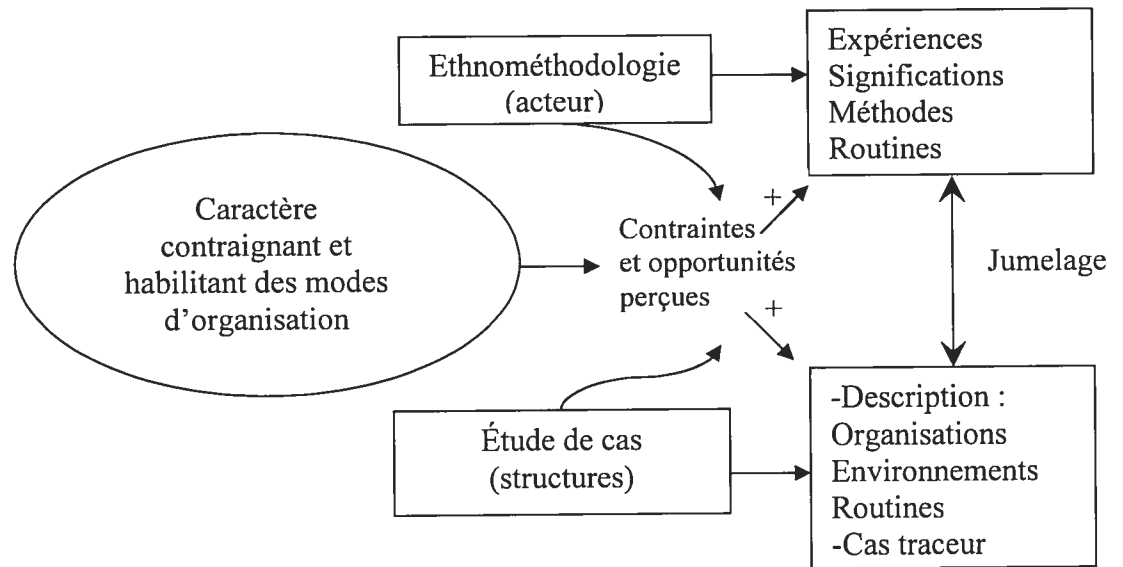 Ethnométhodologie
(acteur)
Expériences
Significations
Méthodes
Routines
Caractère
contraignant et
habilitant des modes
d’organisation
+
Contraintes
et opportunités
perçues
+
Jumelage
Étude de cas
(structures)
-Description :
Organisations
Environnements
Routines
-Cas traceur